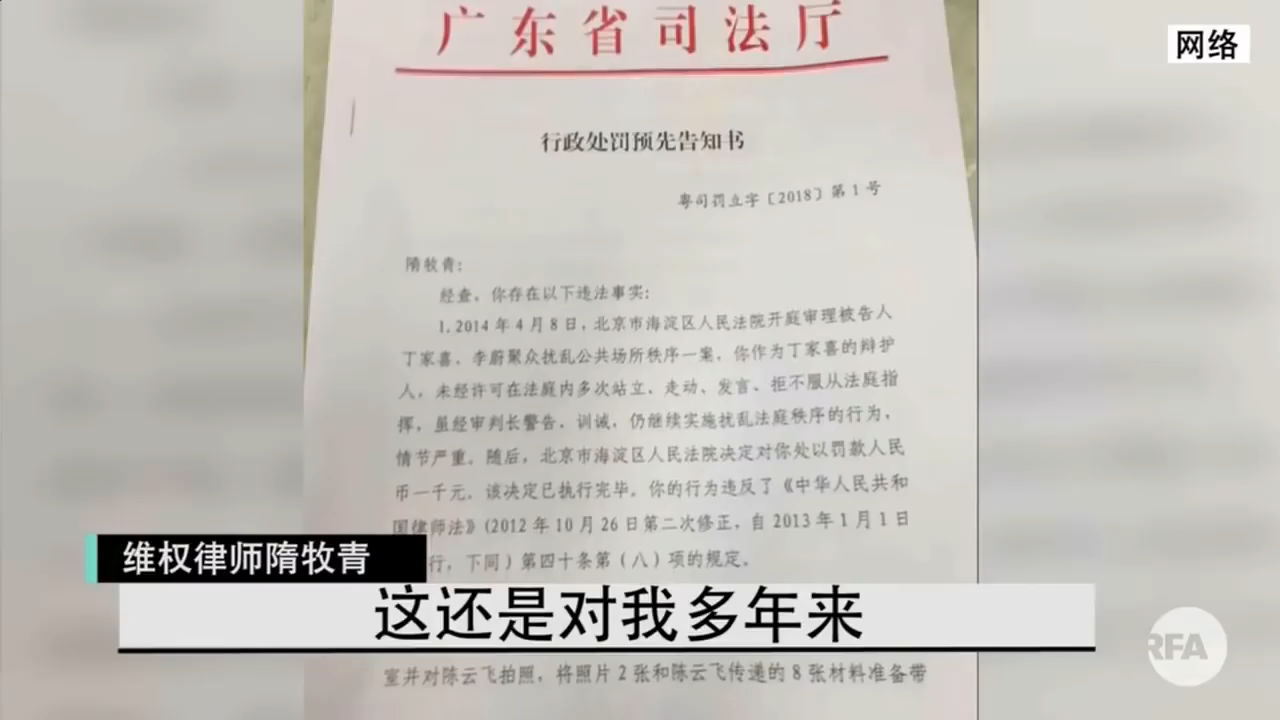 广东省司法厅
网络
行政处罚预先告知书
粤司罚立字〔2018〕第1号
隋牧青：
经查，你存在以下违法事实：
1.2014年4月8日，北京市海淀区人民法院开庭审理被告人
丁家喜、李蔚聚众扰乱公共场所秩序一案，你作为丁家喜的辩护
人，未经许可在法庭内多次站立、走动、发言、拒不服从法庭指
挥，虽经审判长警告、训诫，仍继续实施扰乱法庭秩序的行为，
情节严重。随后，北京市海淀区人民法院决定对你处以罚款人民
币一千元，该决定已执行完毕。你的行为违反了《中华人民共和
国律师法》（2012年10月26日第二次修正，自2013年1月1日
行，下同）第四十条第（八）项的规定。
维权律师隋牧青
这还是对我多年来
室并对陈云飞拍照，将照片2张和陈云飞传递的8张材料准备带
RFA